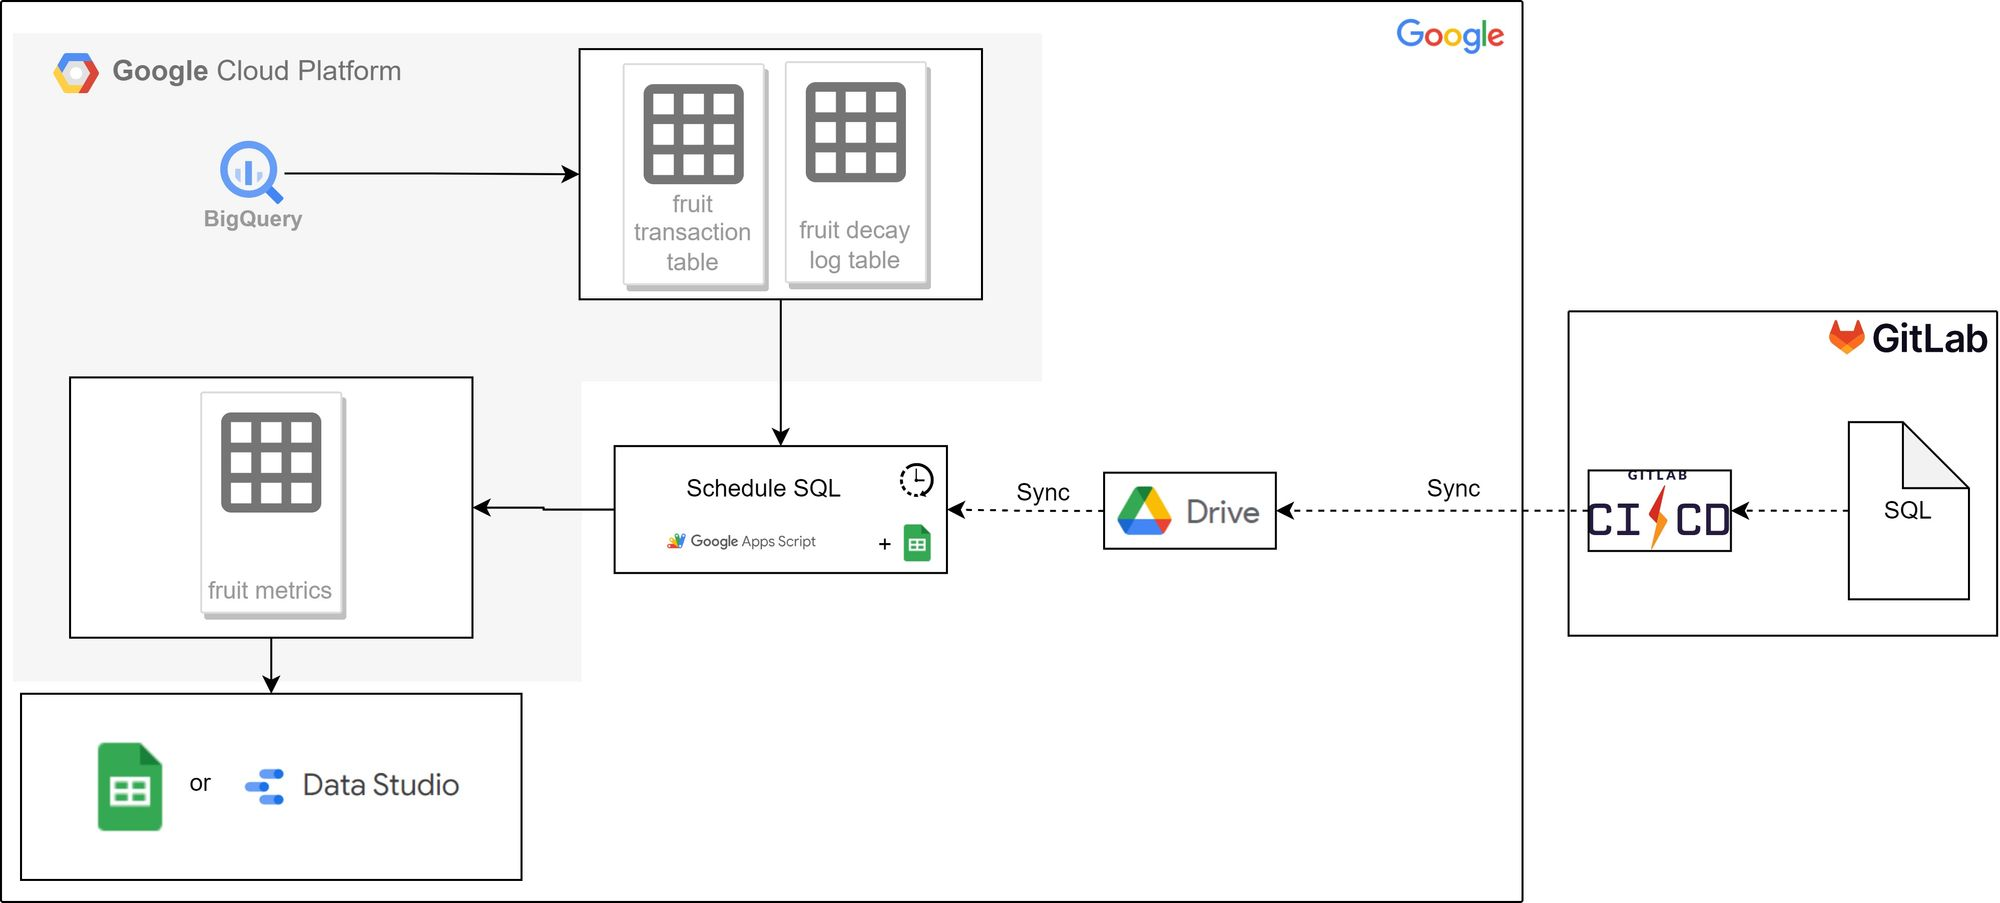 Google
Google Cloud Platform
BigQuery
fruit
transaction
table
fruit decay
log table
GitLab
fruit metrics
Schedule SQL
Google Apps Script
+
Sync
Drive
Sync
GITLAB
CI CD
SQL
or
Data Studio